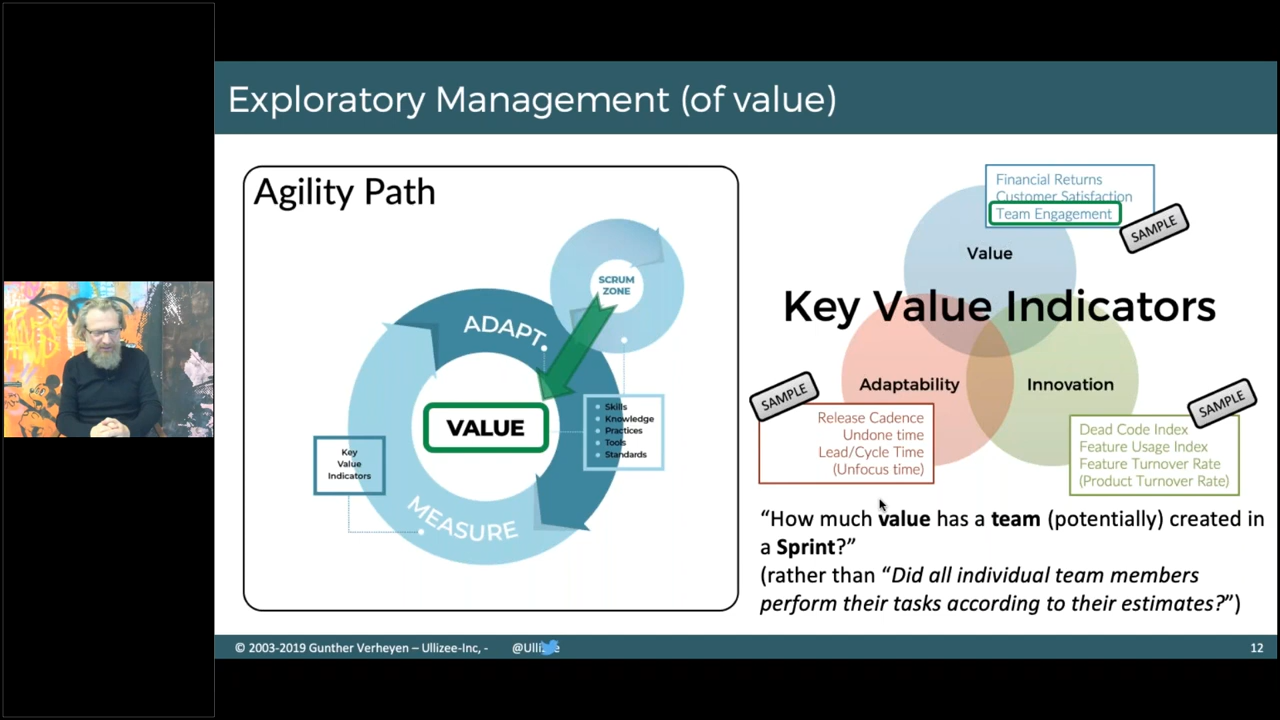 Exploratory Management (of value)
Agility Path
SCRUM
ZONE
ADAPT
VALUE
Skills
Knowledge
Practices
Tools
Standards
Key
Value
Indicators
MEASURE
Financial Returns
Customer Satisfaction
Team Engagement
SAMPLE
Value
Key Value Indicators
Adaptability
Innovation
SAMPLE
Release Cadence
Undone time
Lead/Cycle Time
(Unfocus time)
SAMPLE
Dead Code Index
Feature Usage Index
Feature Turnover Rate
(Product Turnover Rate)
“How much value has a team (potentially) created in
a Sprint?”
(rather than “Did all individual team members
perform their tasks according to their estimates?”)
© 2003-2019 Gunther Verheyen – Ullizee-Inc, -
@Ullizee
12